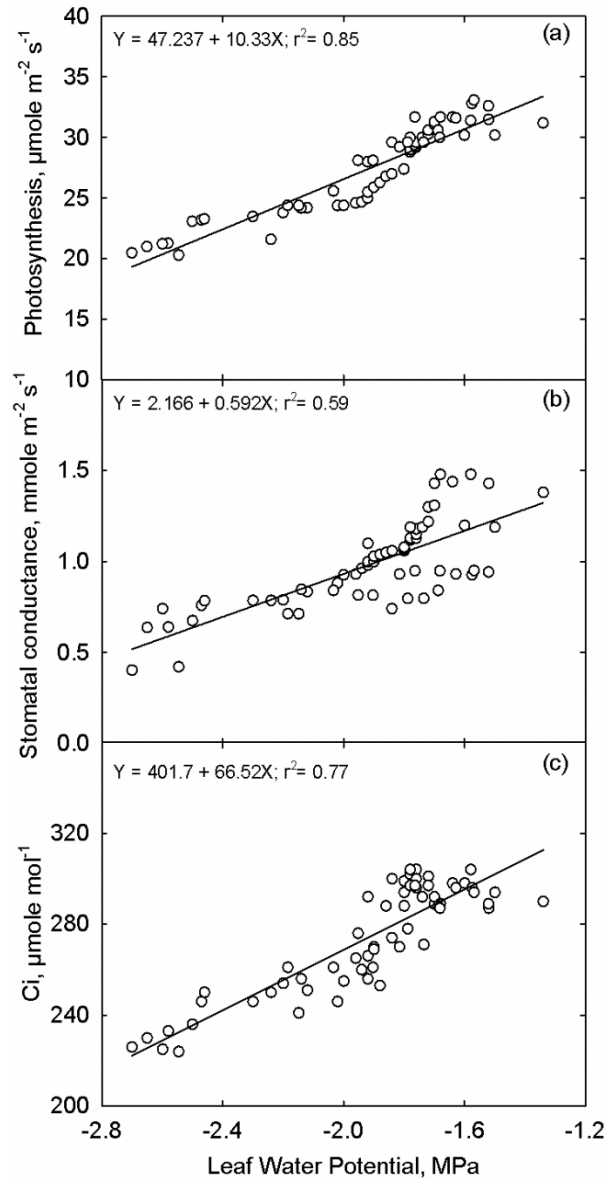 40
Y = 47.237 + 10.33X; r²= 0.85
(a)
35
30
25
20
15
10
Photosynthesis, µmole m⁻² s⁻¹
Y = 2.166 + 0.592X; r²= 0.59
(b)
1.5
1.0
0.5
0.0
Stomatal conductance, mmole m⁻² s⁻¹
Y = 401.7 + 66.52X; r²= 0.77
(c)
320
280
240
200
Ci, µmole mol⁻¹
-2.8 -2.4 -2.0 -1.6 -1.2
Leaf Water Potential, MPa